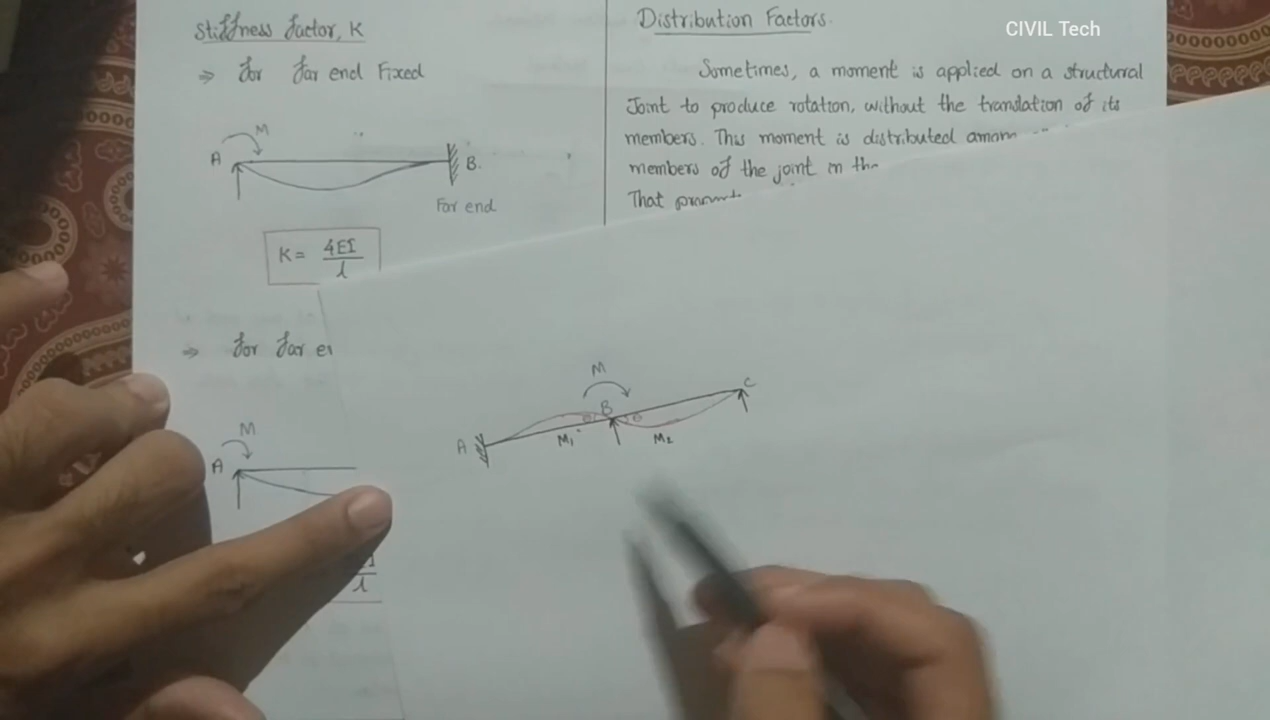 Stiffness factor, K
⇒ for far end Fixed
M
A
B.
Far end
K = 4EI
l
⇒ for far
M
A
l
Distribution Factors.
CIVIL Tech
Sometimes, a moment is applied on a structural
Joint to produce rotation, without the translation of its
members. This moment is distributed
members of the joint in
That
M
B
C
θ θ
A
M₁
M₂